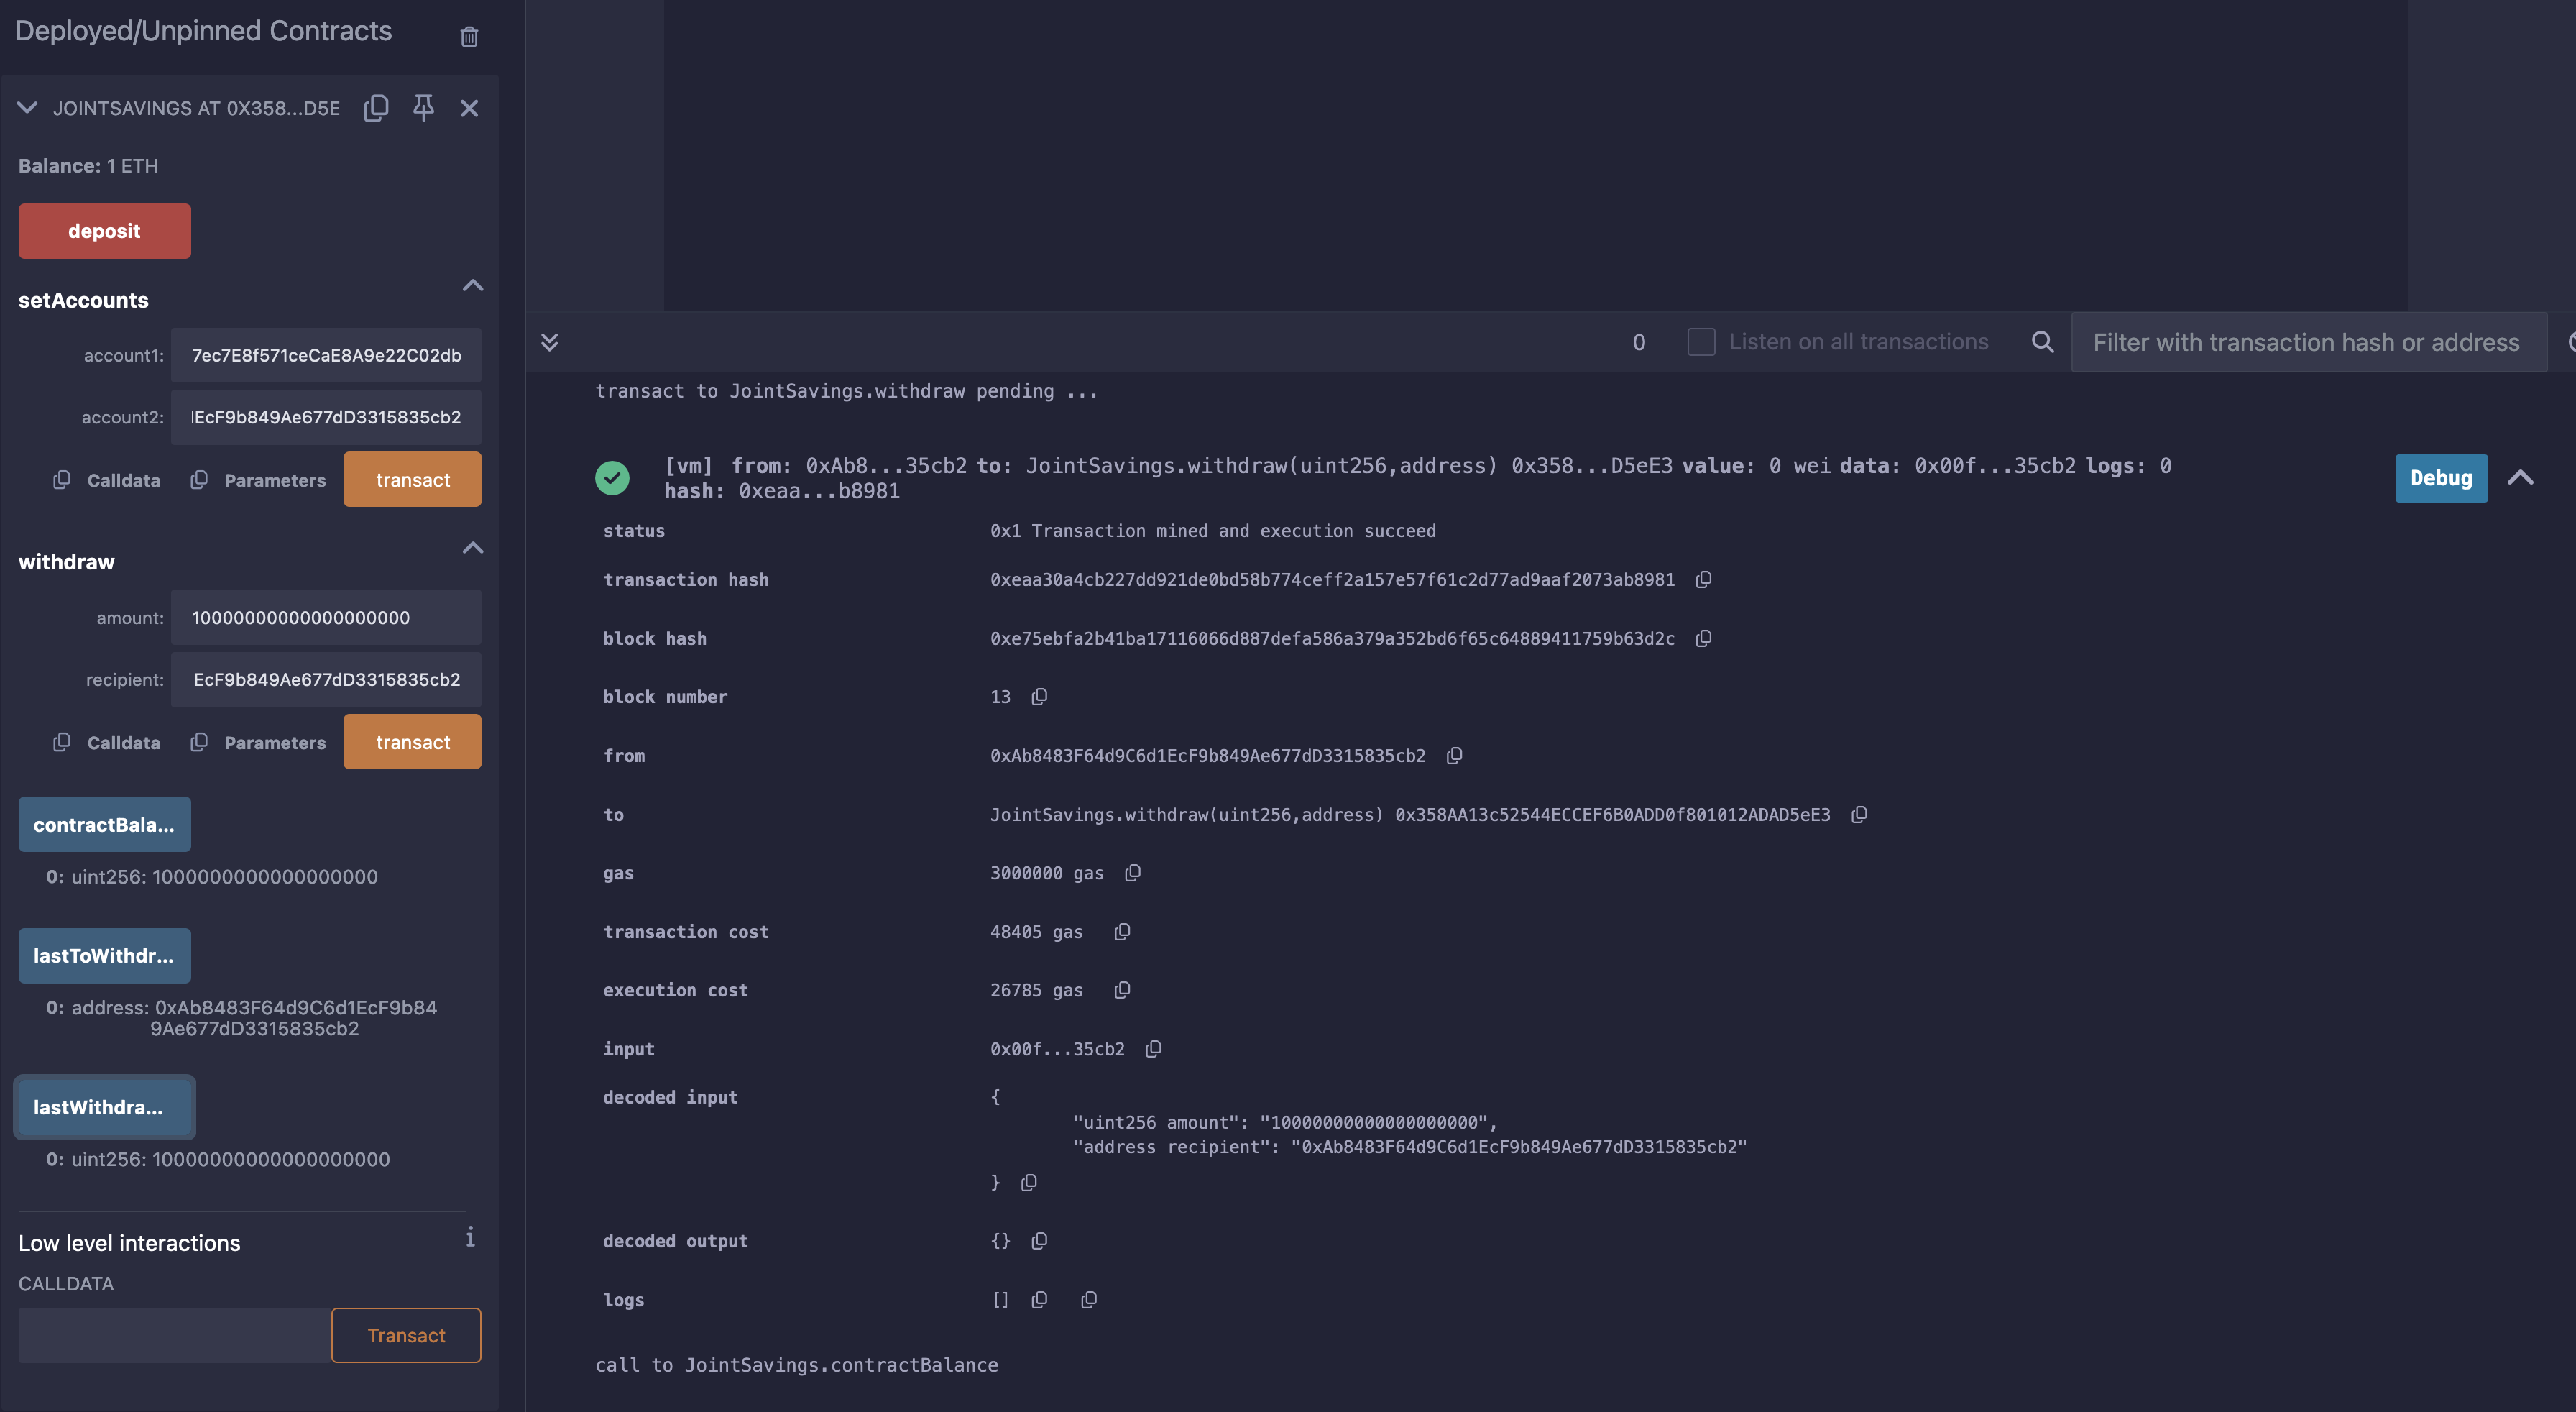 Deployed/Unpinned Contracts
JOINTSAVINGS AT 0X358...D5E
Balance: 1 ETH
deposit
setAccounts
account1: 7ec7E8f571ceCaE8A9e22C02db
account2: EcF9b849Ae677dD3315835cb2
Calldata Parameters transact
withdraw
amount: 10000000000000000000
recipient: EcF9b849Ae677dD3315835cb2
Calldata Parameters transact
contractBala...
0: uint256: 1000000000000000000
lastToWithdr...
0: address: 0xAb8483F64d9C6d1EcF9b84
9Ae677dD3315835cb2
lastWithdra...
0: uint256: 10000000000000000000
Low level interactions i
CALLDATA
Transact
0 Listen on all transactions Filter with transaction hash or address
transact to JointSavings.withdraw pending ...
[vm] from: 0xAb8...35cb2 to: JointSavings.withdraw(uint256,address) 0x358...D5eE3 value: 0 wei data: 0x00f...35cb2 logs: 0
hash: 0xeaa...b8981
Debug
status 0x1 Transaction mined and execution succeed
transaction hash 0xeaa30a4cb227dd921de0bd58b774ceff2a157e57f61c2d77ad9aaf2073ab8981
block hash 0xe75ebfa2b41ba17116066d887defa586a379a352bd6f65c64889411759b63d2c
block number 13
from 0xAb8483F64d9C6d1EcF9b849Ae677dD3315835cb2
to JointSavings.withdraw(uint256,address) 0x358AA13c52544ECCEF6B0ADD0f801012ADAD5eE3
gas 3000000 gas
transaction cost 48405 gas
execution cost 26785 gas
input 0x00f...35cb2
decoded input {
"uint256 amount": "10000000000000000000",
"address recipient": "0xAb8483F64d9C6d1EcF9b849Ae677dD3315835cb2"
}
decoded output {}
logs []
call to JointSavings.contractBalance